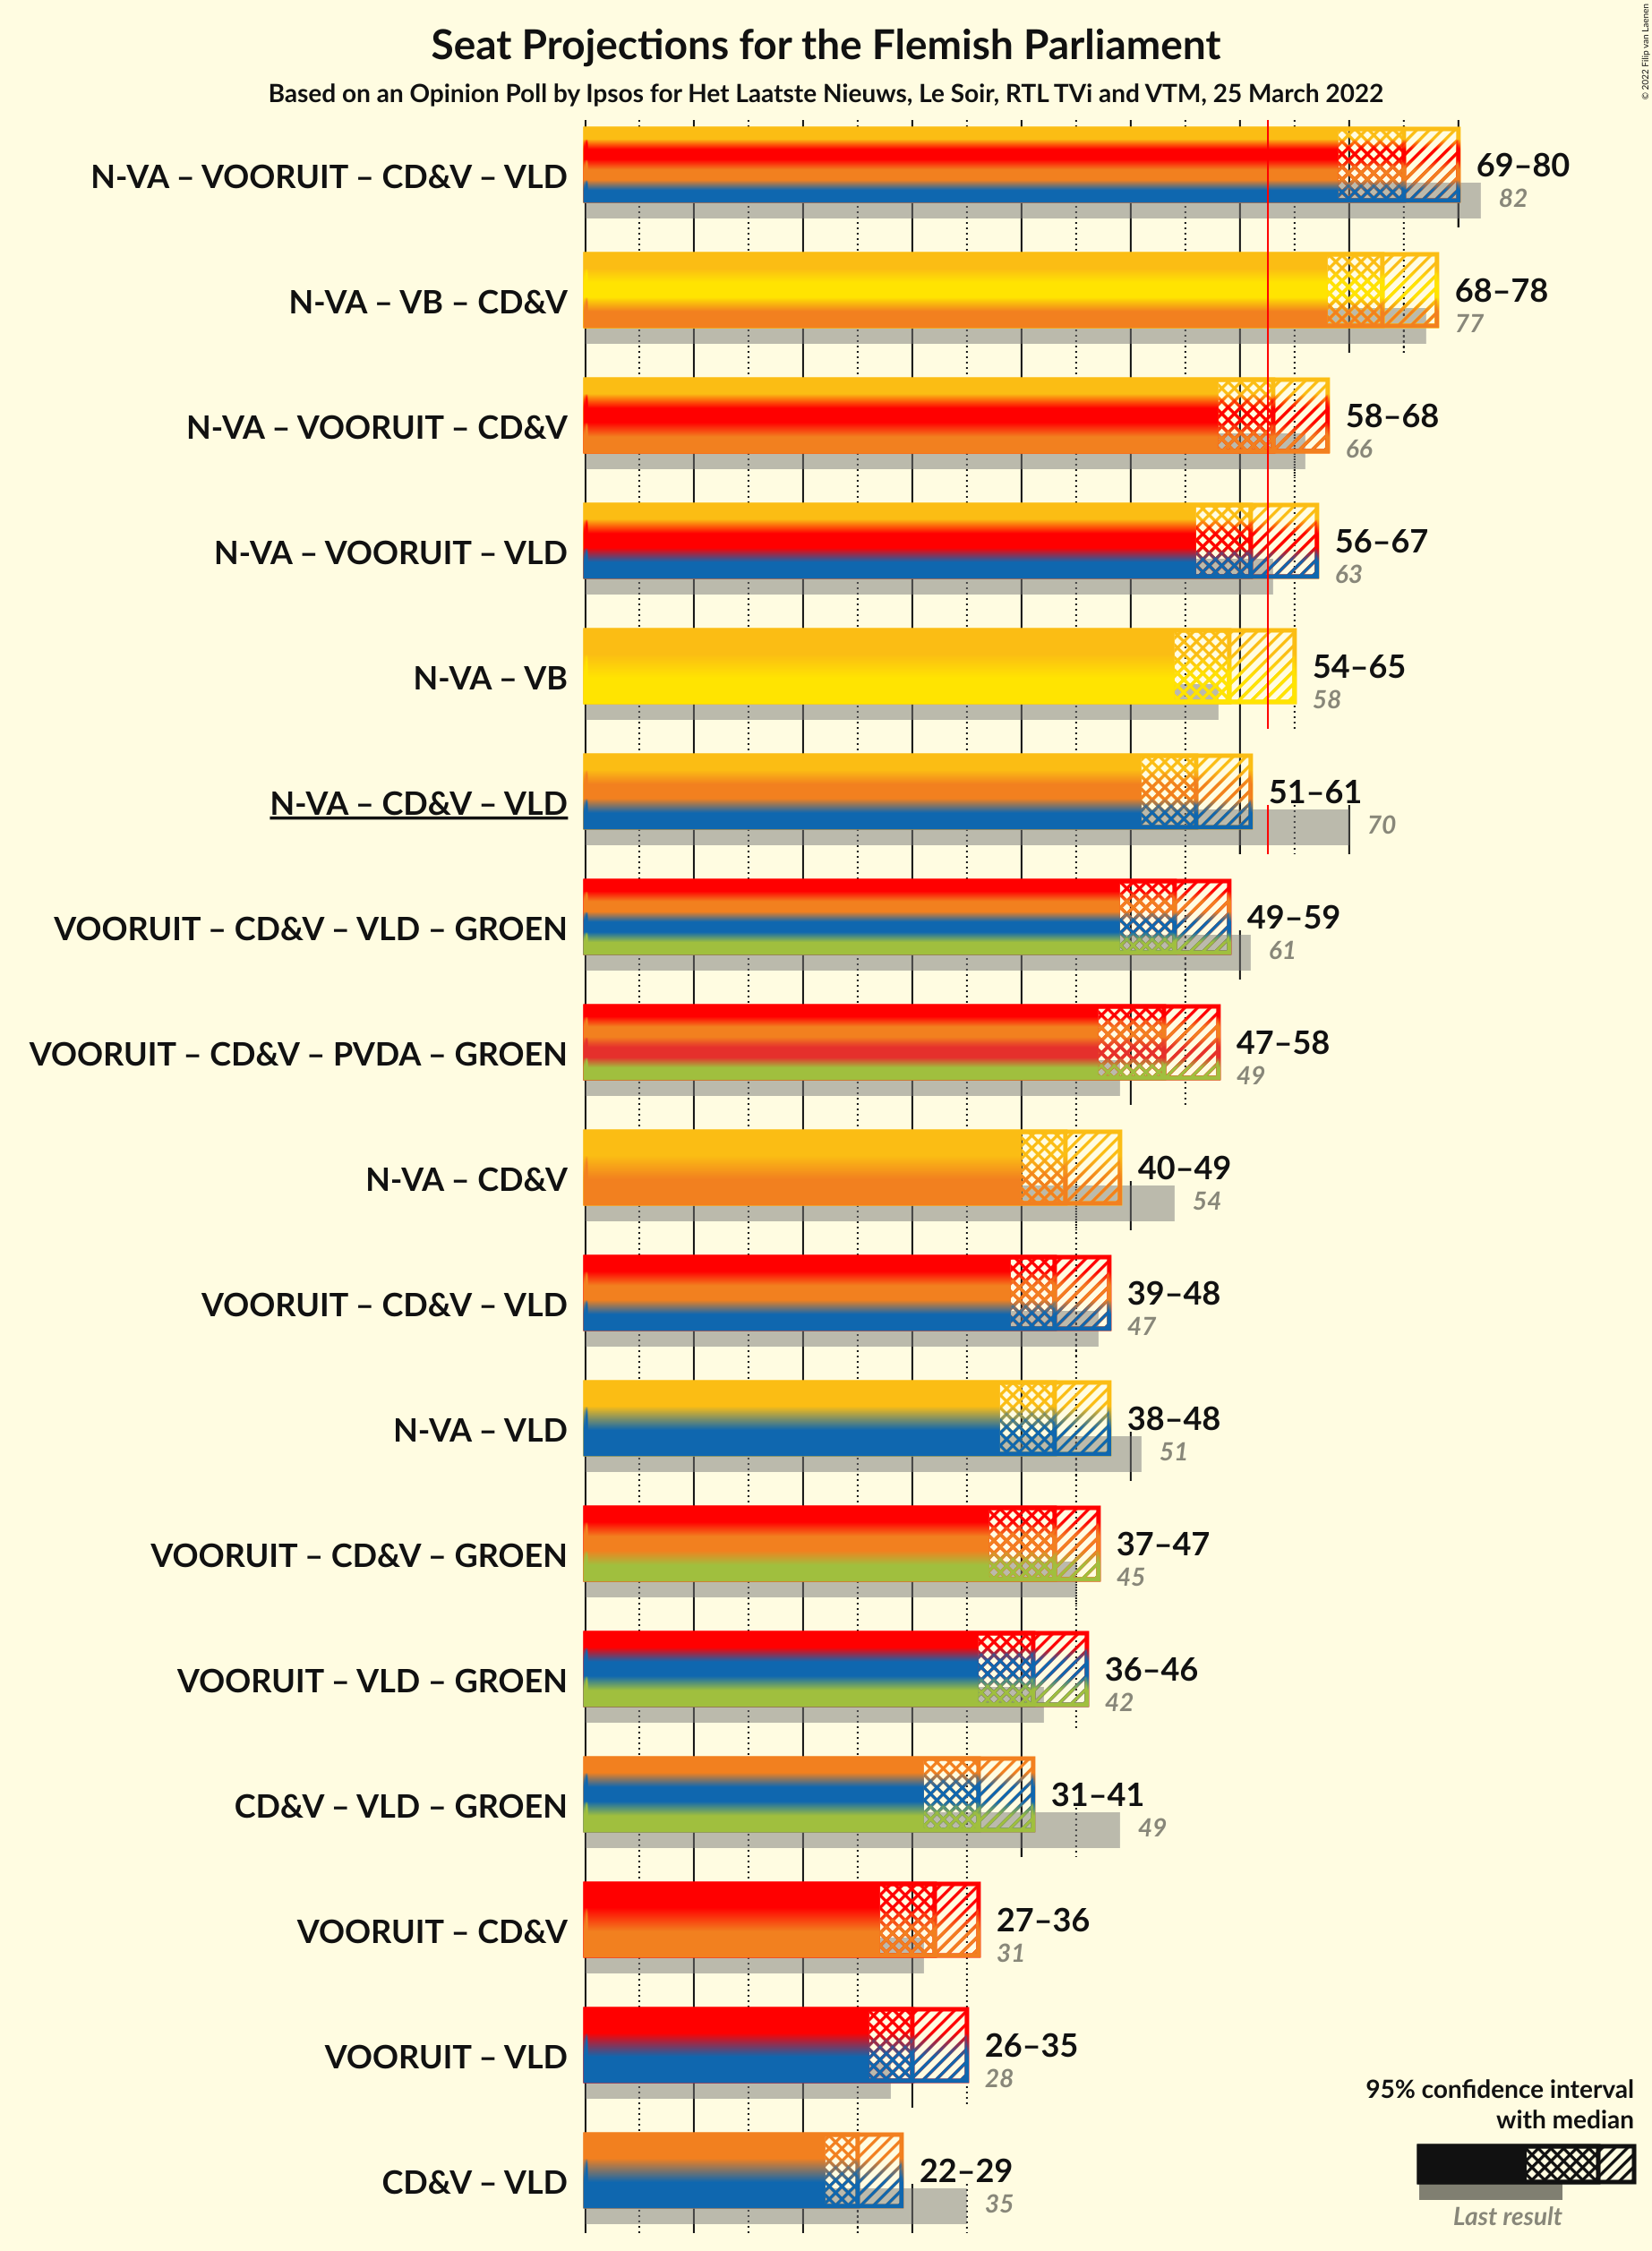 Seat Projections for the Flemish Parliament
Based on an Opinion Poll by Ipsos for Het Laatste Nieuws, Le Soir, RTL TVi and VTM, 25 March 2022
© 2022 Filip van Laenen
N-VA – VOORUIT – CD&V – VLD
69–80
82
N-VA – VB – CD&V
68–78
77
N-VA – VOORUIT – CD&V
58–68
66
N-VA – VOORUIT – VLD
56–67
63
N-VA – VB
54–65
58
N-VA – CD&V – VLD
51–61
70
VOORUIT – CD&V – VLD – GROEN
49–59
61
VOORUIT – CD&V – PVDA – GROEN
47–58
49
N-VA – CD&V
40–49
54
VOORUIT – CD&V – VLD
39–48
47
N-VA – VLD
38–48
51
VOORUIT – CD&V – GROEN
37–47
45
VOORUIT – VLD – GROEN
36–46
42
CD&V – VLD – GROEN
31–41
49
VOORUIT – CD&V
27–36
31
VOORUIT – VLD
26–35
28
CD&V – VLD
22–29
35
95% confidence interval
with median
Last result